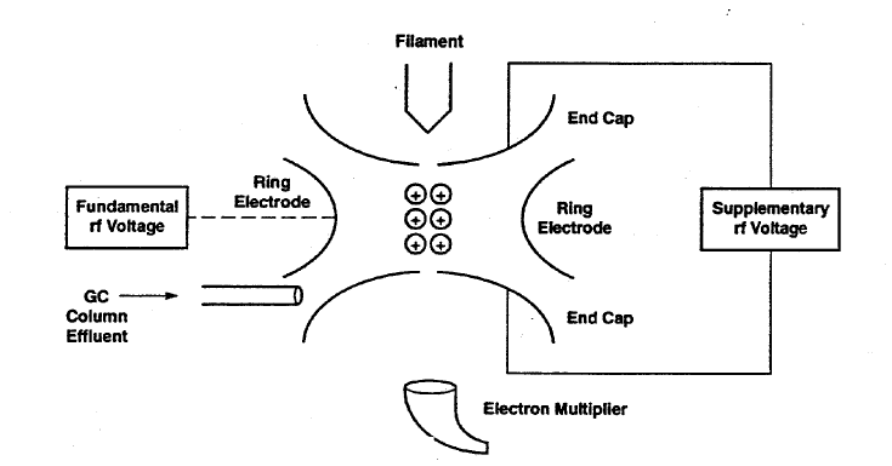 Filament
End Cap
Ring
Electrode
Fundamental
rf Voltage
Ring
Electrode
Supplementary
rf Voltage
GC
Column
Effluent
End Cap
Electron Multiplier